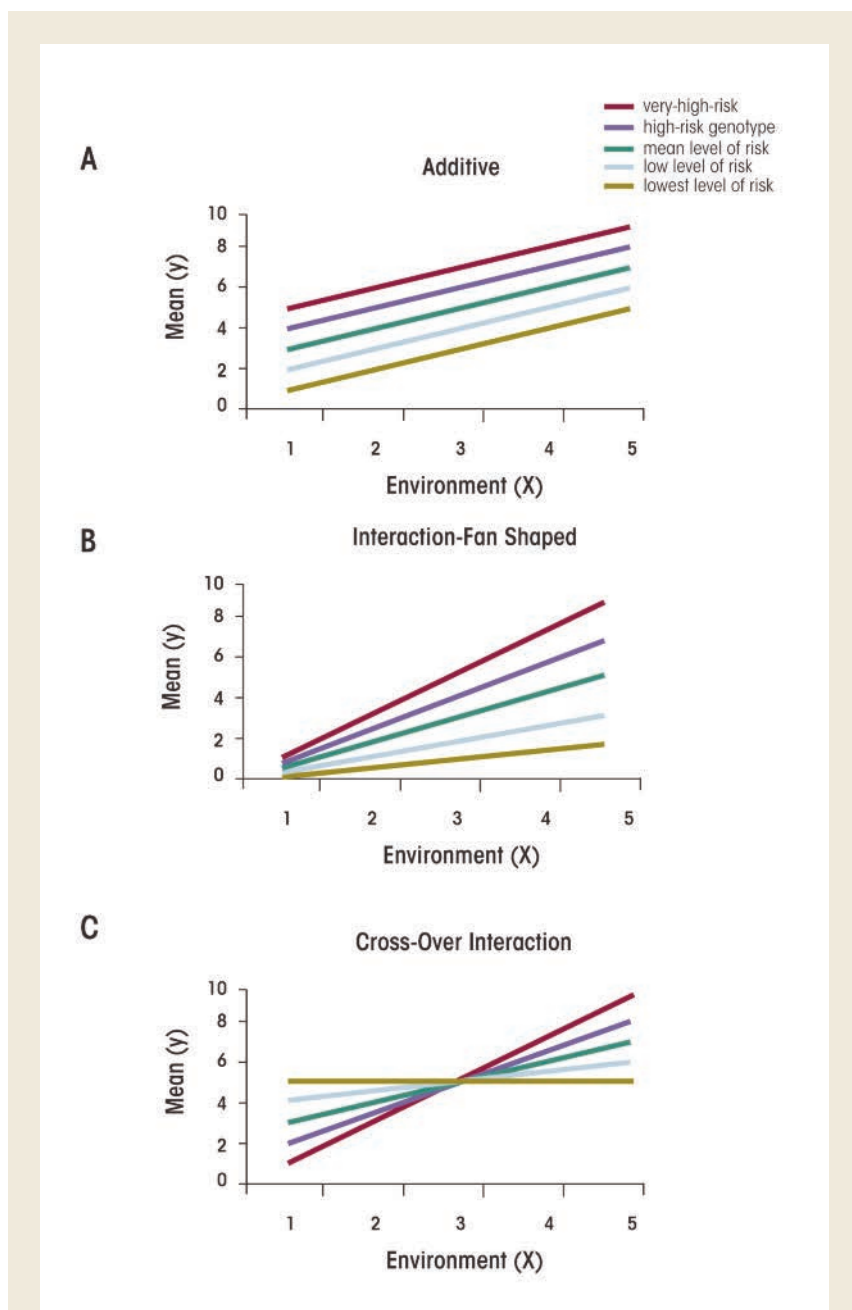 very-high-risk
high-risk genotype
mean level of risk
low level of risk
lowest level of risk
A
Additive
Mean (y)
10
8
6
4
2
0
1 2 3 4 5
Environment (X)
B
Interaction-Fan Shaped
Mean (y)
10
8
6
4
2
0
1 2 3 4 5
Environment (X)
C
Cross-Over Interaction
Mean (y)
10
8
6
4
2
0
1 2 3 4 5
Environment (X)